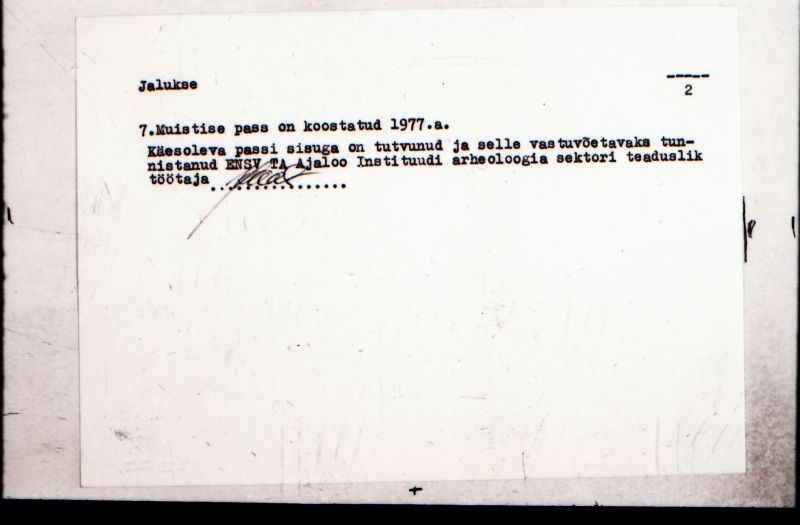 Jalukse
-----
2
7.Muistise pass on koostatud 1977.a.
Käesoleva passi sisuga on tutvunud ja selle vastuvõetavaks tun-
nistanud ENSV TA Ajaloo Instituudi arheoloogia sektori teaduslik
töötaja ................